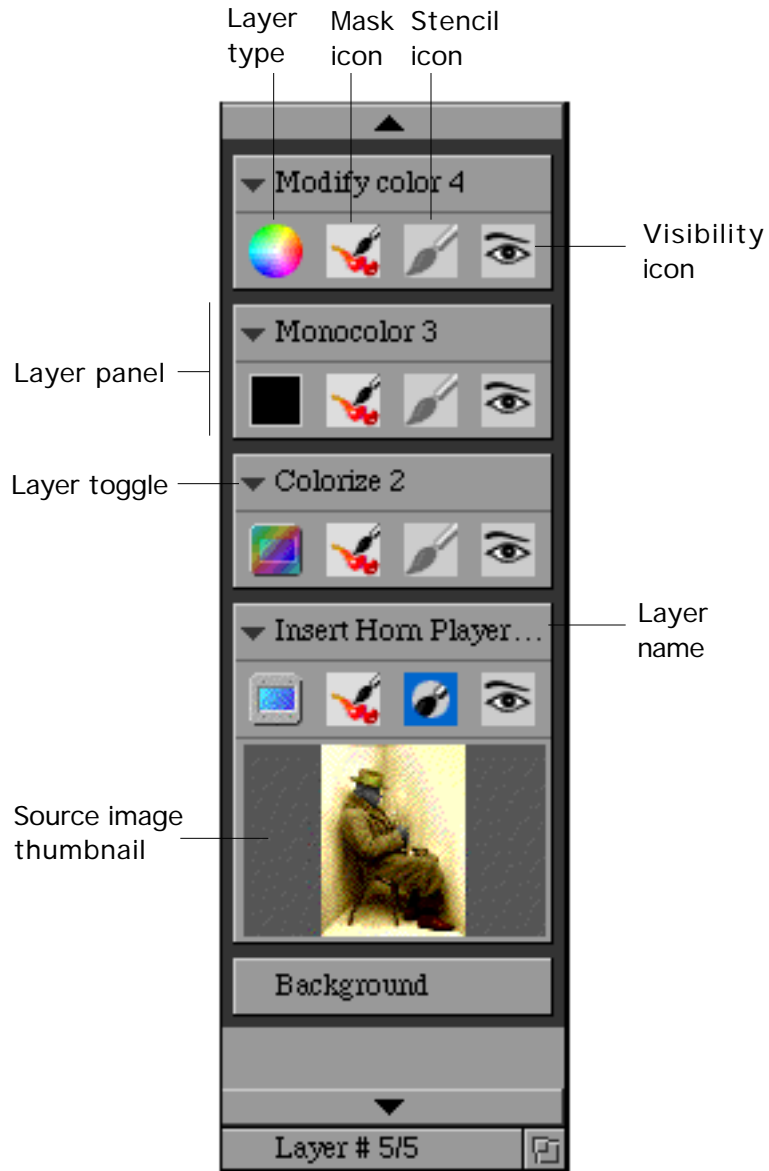 Layer type
Mask icon
Stencil icon
Modify color 4
Visibility icon
Monocolor 3
Layer panel
Layer toggle
Colorize 2
Insert Horn Player...
Layer name
Source image thumbnail
Background
Layer # 5/5